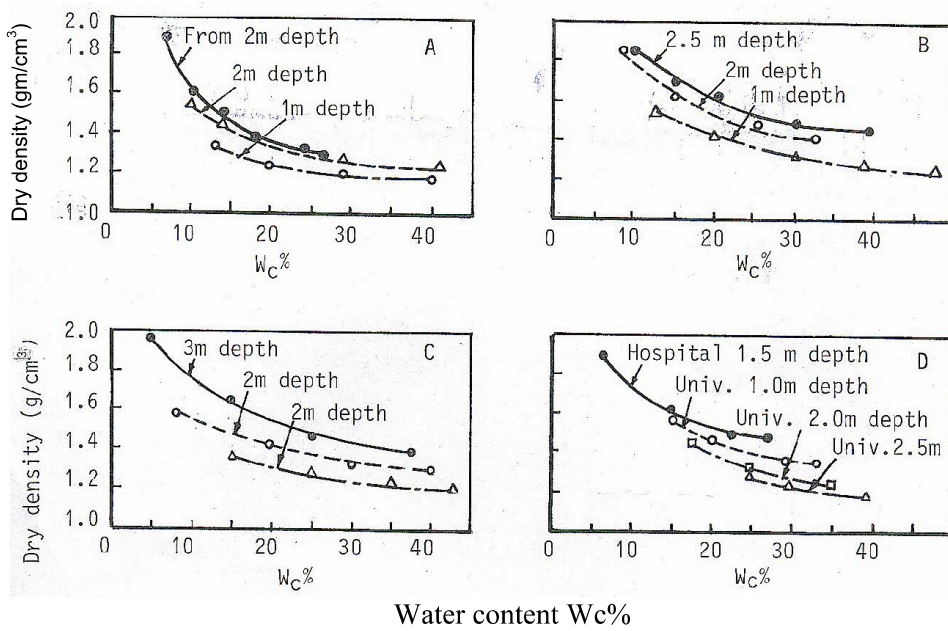 Dry density (gm/cm³)
2.0
1.8
1.6
1.4
1.2
1.0
From 2m depth
2m depth
1m depth
A
10
20
30
40
Wc%
2.5 m depth
2m depth
1m depth
B
10
20
30
40
Wc%
Dry density (g/cm³)
2.0
1.8
1.6
1.4
1.2
1.0
3m depth
2m depth
2m depth
C
10
20
30
40
Wc%
Hospital 1.5 m depth
Univ. 1.0m depth
Univ. 2.0m depth
Univ.2.5m
D
10
20
30
40
Wc%
Water content Wc%